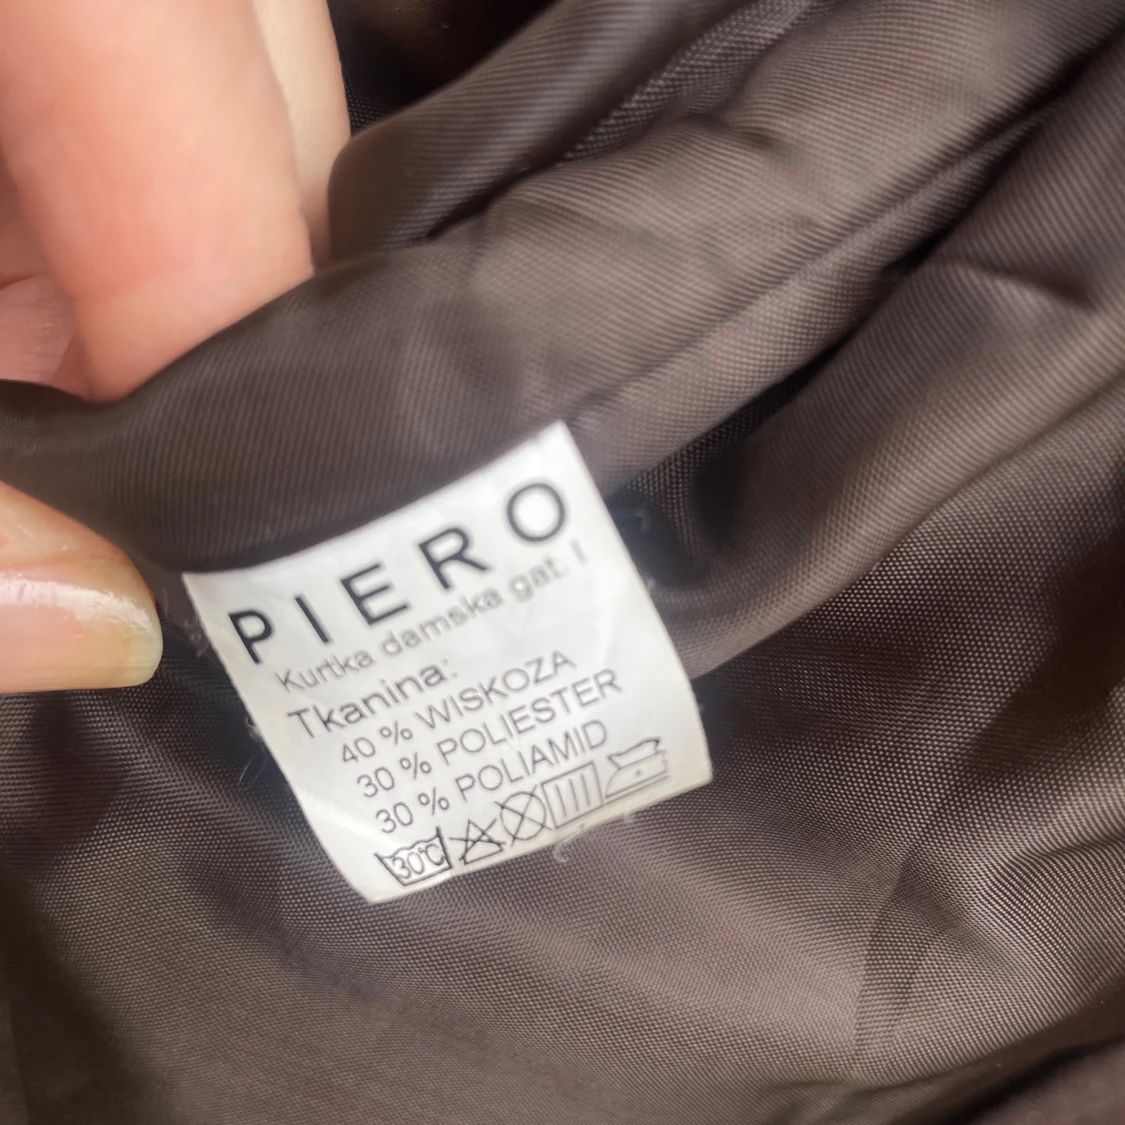 PIERO
Kurtka damska gat. I
Tkanina:
40 % WISKOZA
30 % POLIESTER
30 % POLIAMID
30°C